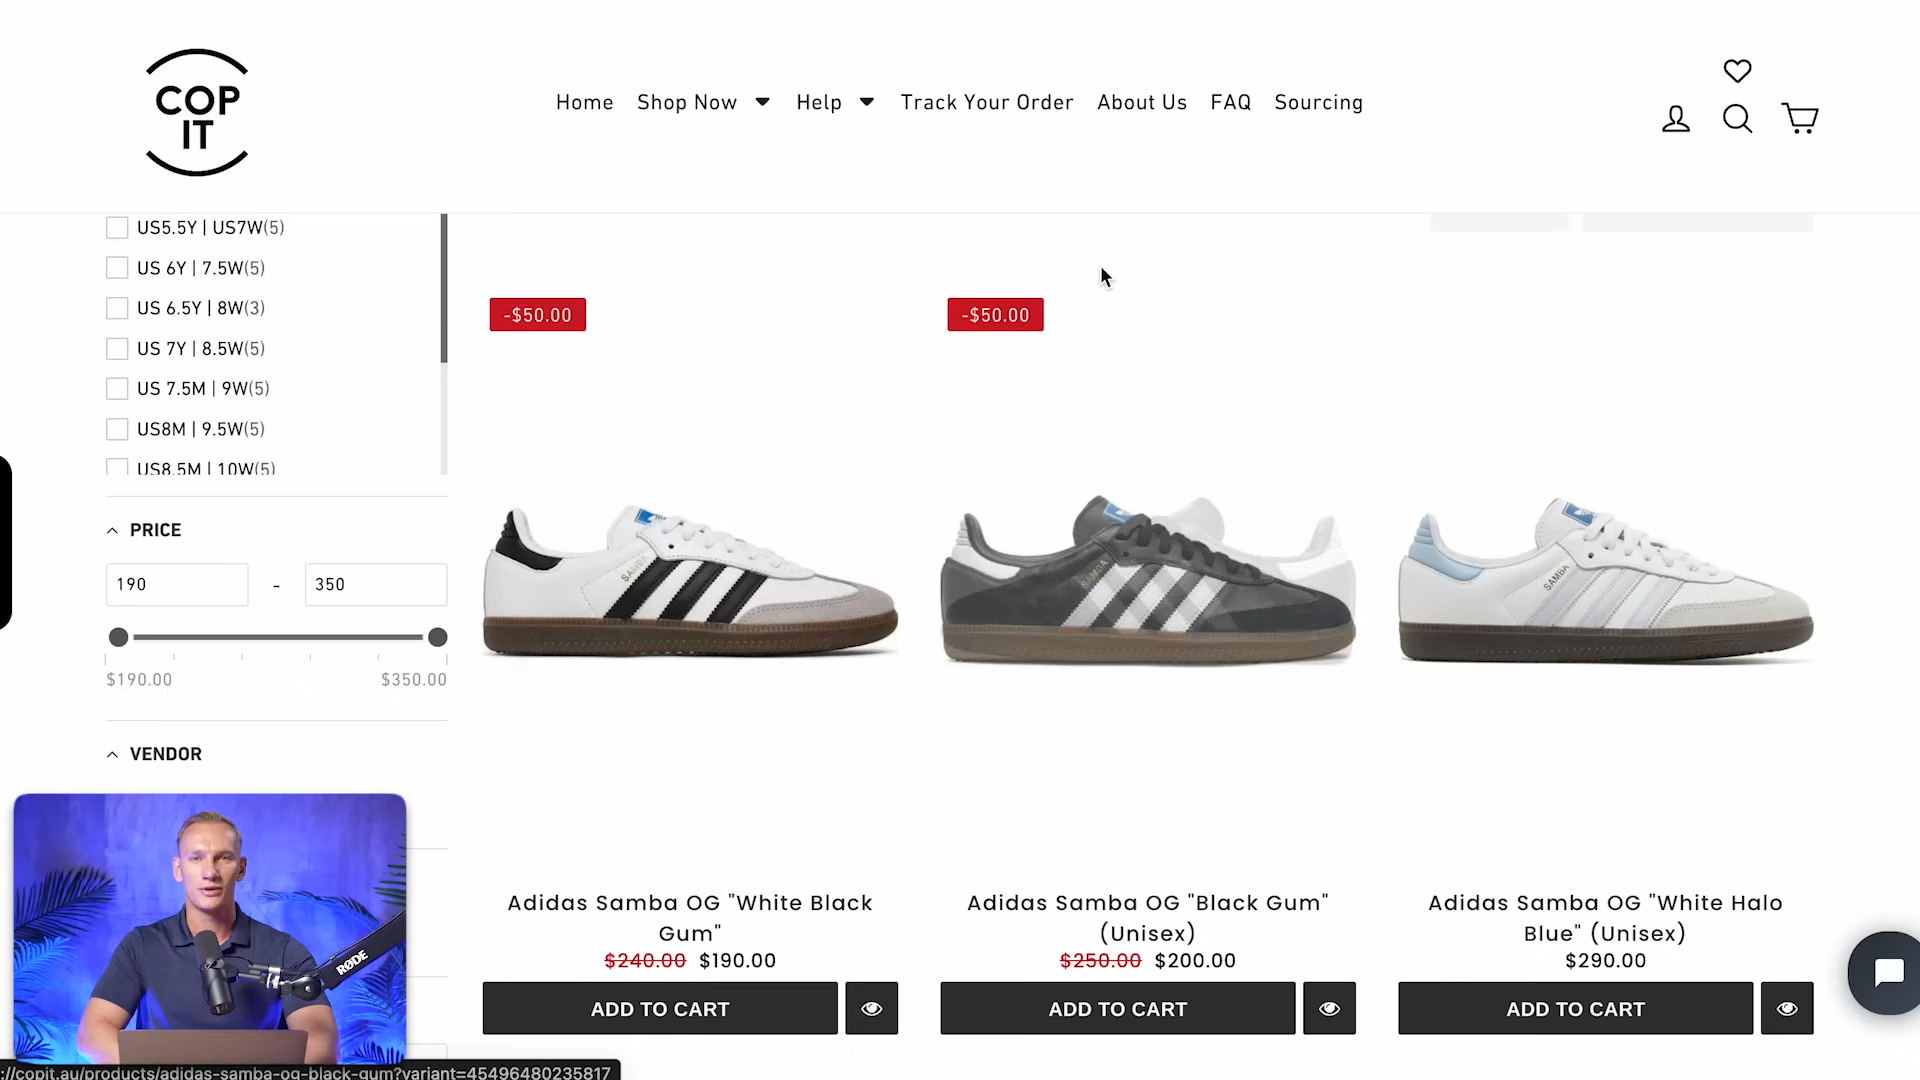 COP
IT
Home Shop Now Help Track Your Order About Us FAQ Sourcing
US5.5Y | US7W(5)
US 6Y | 7.5W(5)
US 6.5Y | 8W(3)
US 7Y | 8.5W(5)
US 7.5M | 9W(5)
US8M | 9.5W(5)
US8.5M | 10W(5)
PRICE
190 - 350
$190.00 $350.00
VENDOR
-$50.00
-$50.00
SAMBA
SAMBA
SAMBA
Adidas Samba OG "White Black
Gum"
$240.00 $190.00
ADD TO CART
Adidas Samba OG "Black Gum"
(Unisex)
$250.00 $200.00
ADD TO CART
Adidas Samba OG "White Halo
Blue" (Unisex)
$290.00
ADD TO CART
RØDE
://copit.au/products/adidas-samba-og-black-gum?variant=45496480235817